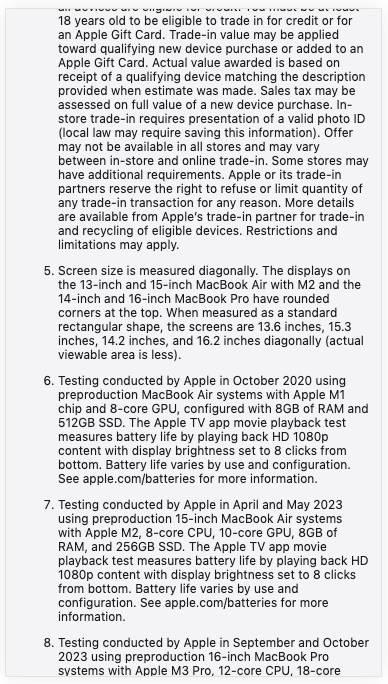 all devices are eligible for credit. You must be at least
18 years old to be eligible to trade in for credit or for
an Apple Gift Card. Trade-in value may be applied
toward qualifying new device purchase or added to an
Apple Gift Card. Actual value awarded is based on
receipt of a qualifying device matching the description
provided when estimate was made. Sales tax may be
assessed on full value of a new device purchase. In-
store trade-in requires presentation of a valid photo ID
(local law may require saving this information). Offer
may not be available in all stores and may vary
between in-store and online trade-in. Some stores may
have additional requirements. Apple or its trade-in
partners reserve the right to refuse or limit quantity of
any trade-in transaction for any reason. More details
are available from Apple's trade-in partner for trade-in
and recycling of eligible devices. Restrictions and
limitations may apply.
5. Screen size is measured diagonally. The displays on
the 13-inch and 15-inch MacBook Air with M2 and the
14-inch and 16-inch MacBook Pro have rounded
corners at the top. When measured as a standard
rectangular shape, the screens are 13.6 inches, 15.3
inches, 14.2 inches, and 16.2 inches diagonally (actual
viewable area is less).
6. Testing conducted by Apple in October 2020 using
preproduction MacBook Air systems with Apple M1
chip and 8-core GPU, configured with 8GB of RAM and
512GB SSD. The Apple TV app movie playback test
measures battery life by playing back HD 1080p
content with display brightness set to 8 clicks from
bottom. Battery life varies by use and configuration.
See apple.com/batteries for more information.
7. Testing conducted by Apple in April and May 2023
using preproduction 15-inch MacBook Air systems
with Apple M2, 8-core CPU, 10-core GPU, 8GB of
RAM, and 256GB SSD. The Apple TV app movie
playback test measures battery life by playing back HD
1080p content with display brightness set to 8 clicks
from bottom. Battery life varies by use and
configuration. See apple.com/batteries for more
information.
8. Testing conducted by Apple in September and October
2023 using preproduction 16-inch MacBook Pro
systems with Apple M3 Pro, 12-core CPU, 18-core